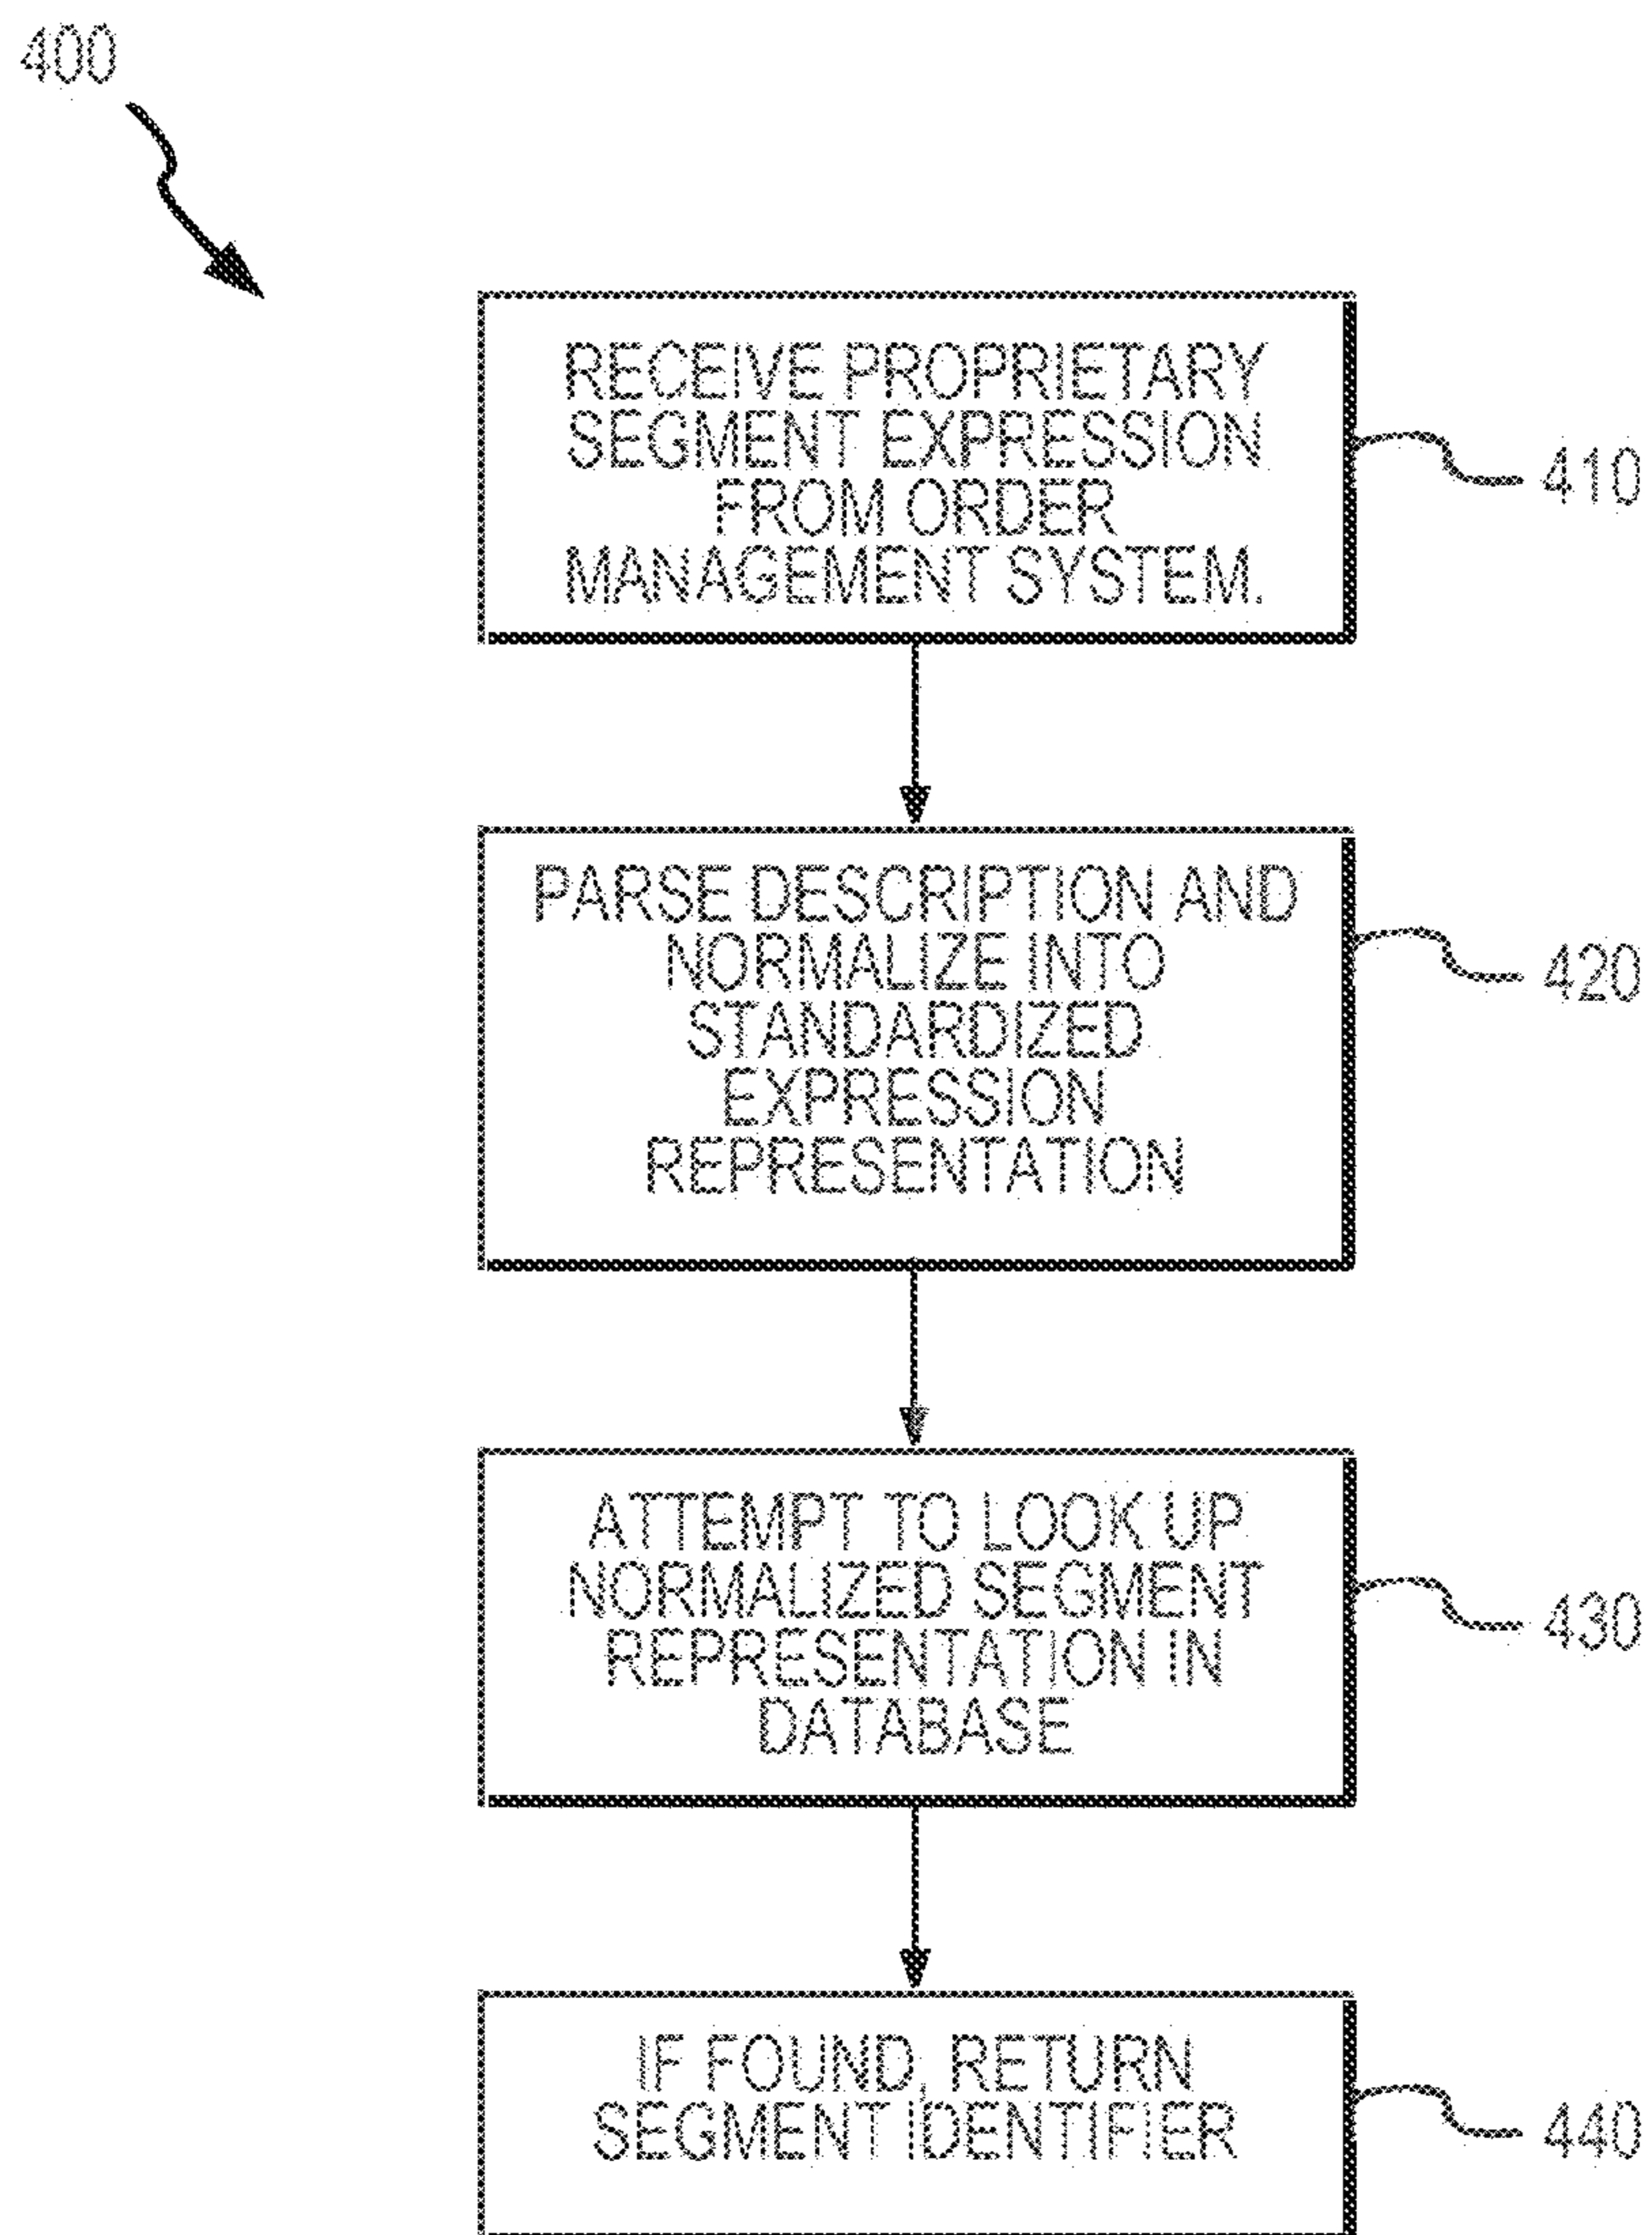 400
RECEIVE PROPRIETARY
SEGMENT EXPRESSION
FROM ORDER
MANAGEMENT SYSTEM.
410
PARSE DESCRIPTION AND
NORMALIZE INTO
STANDARDIZED
EXPRESSION
REPRESENTATION
420
ATTEMPT TO LOOK UP
NORMALIZED SEGMENT
REPRESENTATION IN
DATABASE
430
IF FOUND, RETURN
SEGMENT IDENTIFIER
440